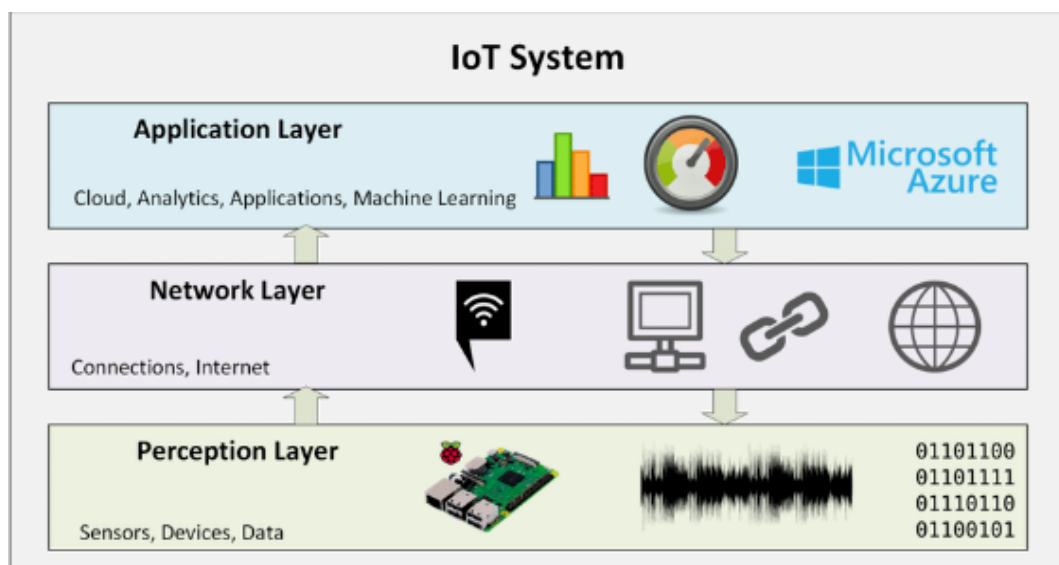 IoT System
Application Layer
Cloud, Analytics, Applications, Machine Learning
Microsoft
Azure
Network Layer
Connections, Internet
Perception Layer
Sensors, Devices, Data
01101100
01101111
01110110
01100101